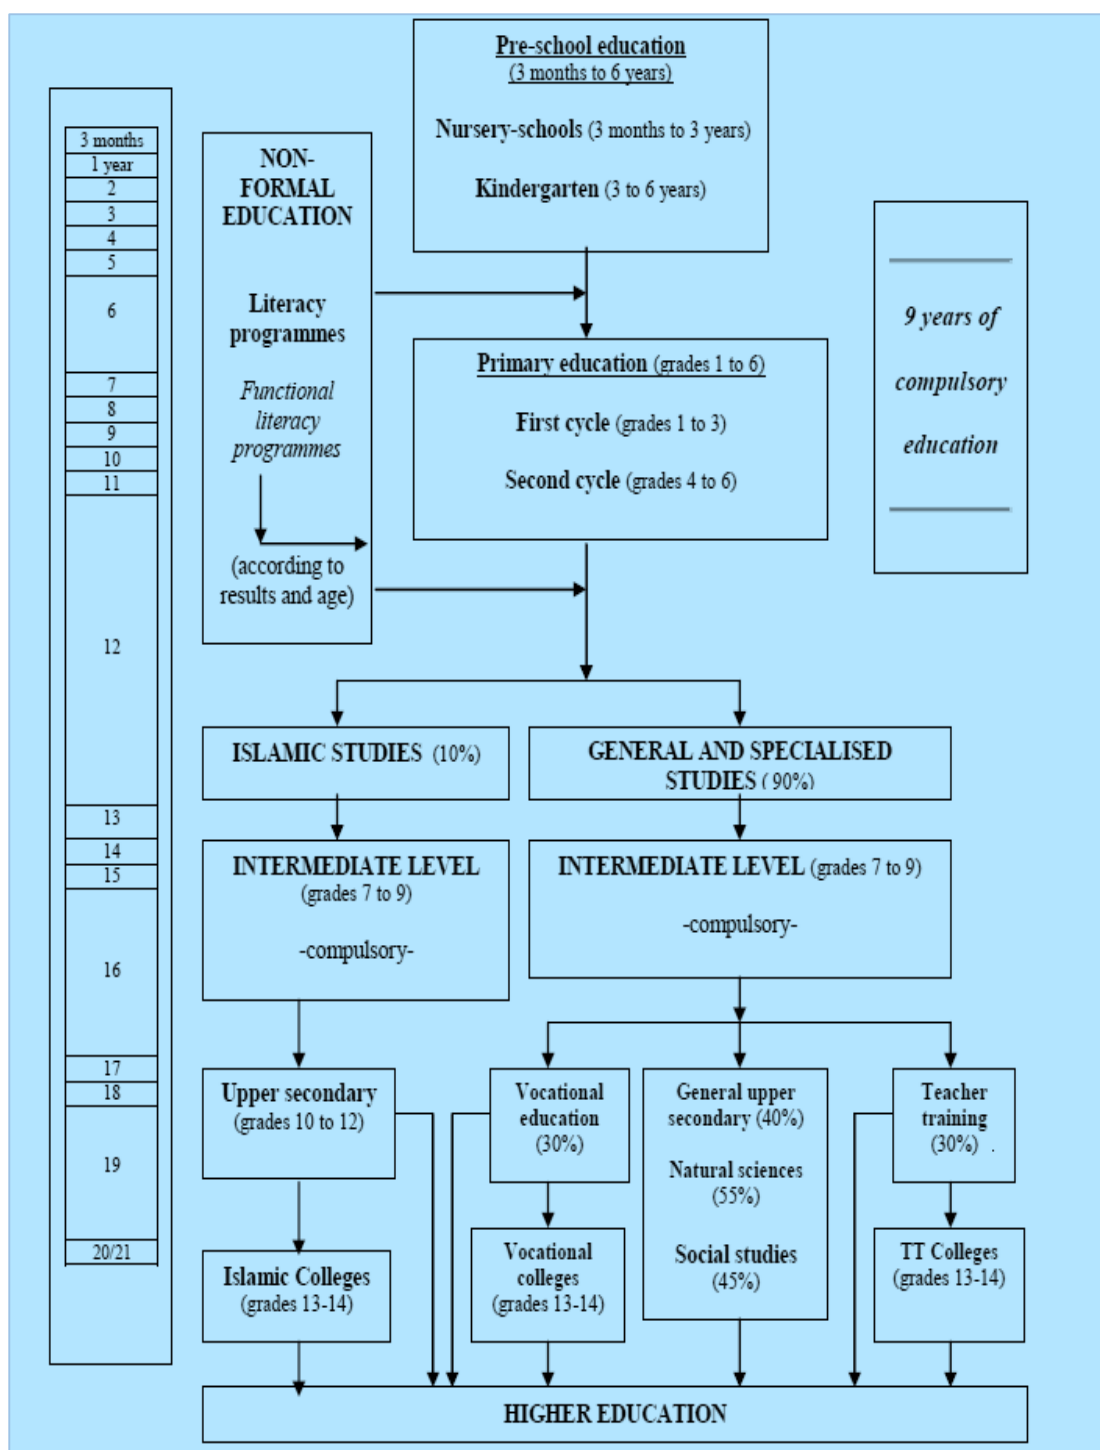 Pre-school education
(3 months to 6 years)
Nursery-schools (3 months to 3 years)
Kindergarten (3 to 6 years)
3 months
1 year
2
3
4
5
6
7
8
9
10
11
12
13
14
15
16
17
18
19
20/21
NON-
FORMAL
EDUCATION
Literacy
programmes
Functional
literacy
programmes
(according to
results and age)
9 years of
compulsory
education
Primary education (grades 1 to 6)
First cycle (grades 1 to 3)
Second cycle (grades 4 to 6)
ISLAMIC STUDIES (10%)
GENERAL AND SPECIALISED
STUDIES ( 90%)
INTERMEDIATE LEVEL
(grades 7 to 9)
-compulsory-
INTERMEDIATE LEVEL (grades 7 to 9)
-compulsory-
Upper secondary
(grades 10 to 12)
Vocational
education
(30%)
General upper
secondary (40%)
Natural sciences
(55%)
Social studies
(45%)
Teacher
training
(30%) .
Islamic Colleges
(grades 13-14)
Vocational
colleges
(grades 13-14)
TT Colleges
(grades 13-14)
HIGHER EDUCATION